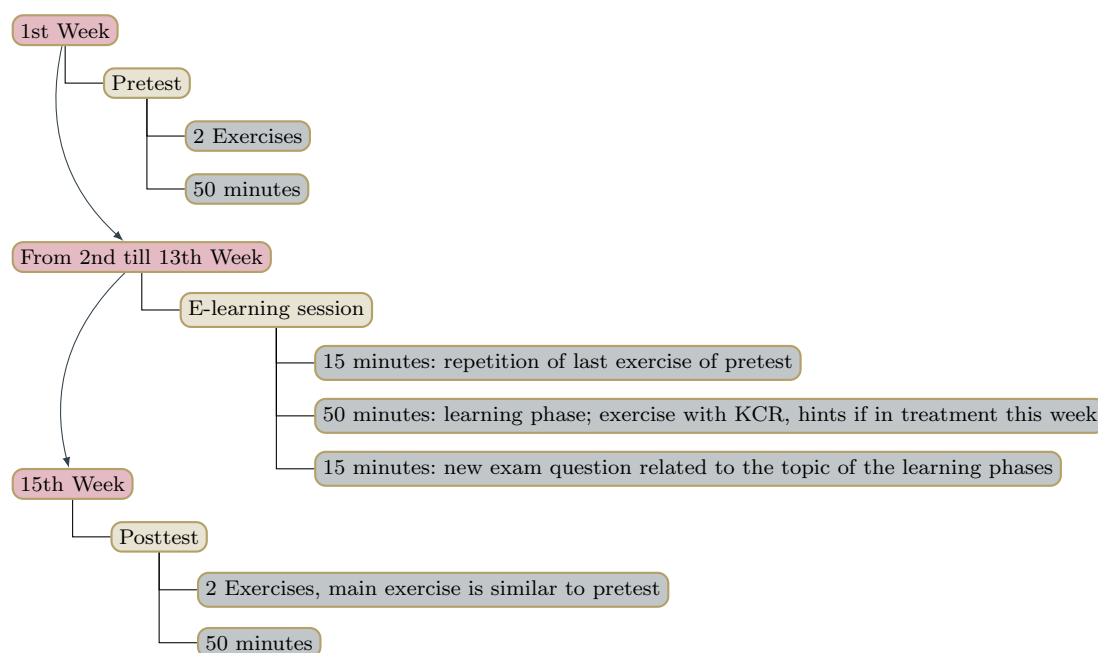 1st Week
Pretest
2 Exercises
50 minutes
From 2nd till 13th Week
E-learning session
15 minutes: repetition of last exercise of pretest
50 minutes: learning phase; exercise with KCR, hints if in treatment this week
15 minutes: new exam question related to the topic of the learning phases
15th Week
Posttest
2 Exercises, main exercise is similar to pretest
50 minutes